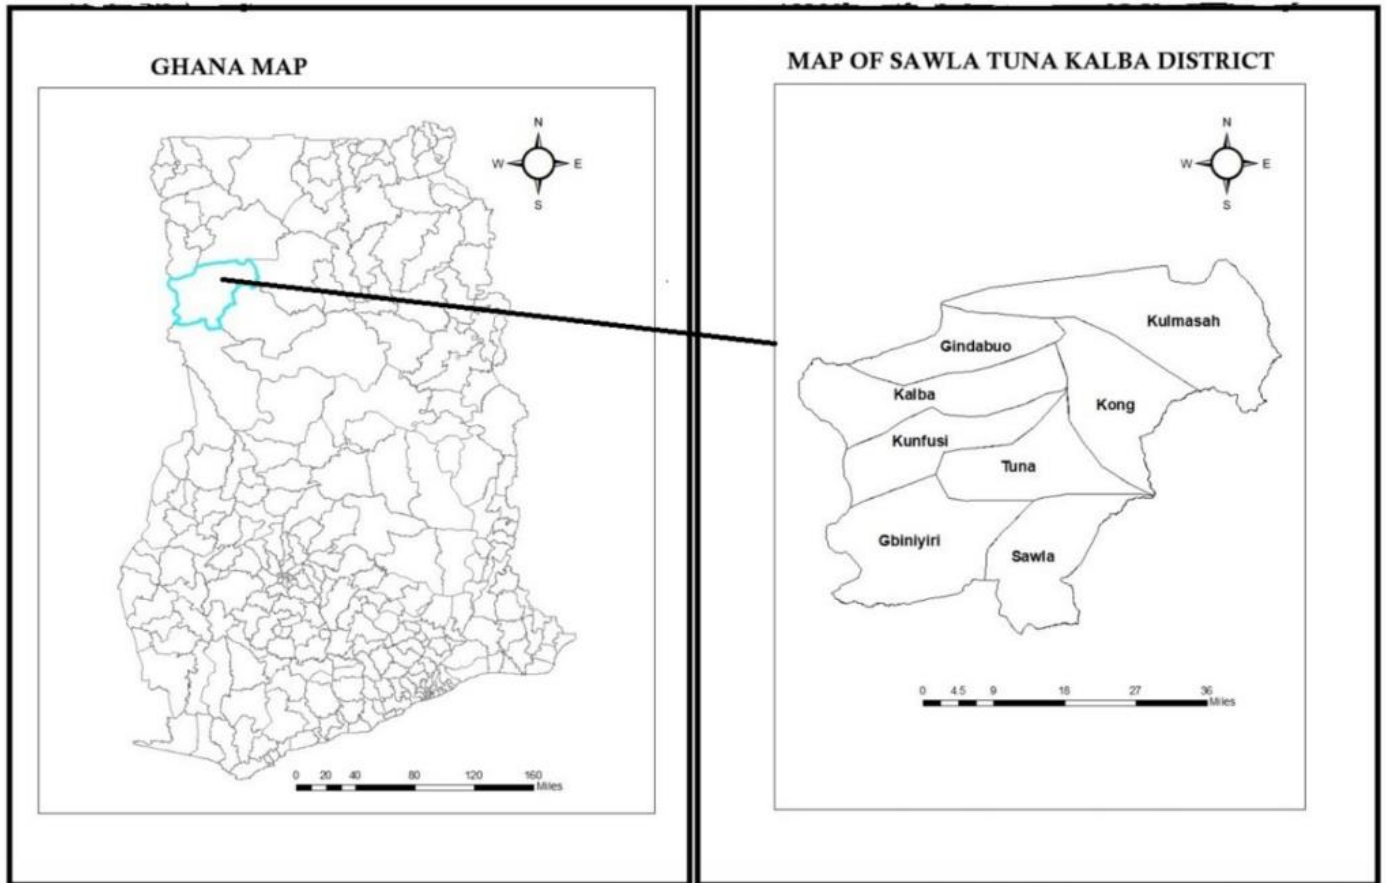 GHANA MAP
N
W E
S
0 20 40 80 120 160
Miles
MAP OF SAWLA TUNA KALBA DISTRICT
N
W E
S
Kulmasah
Gindabuo
Kalba
Kong
Kunfusi
Tuna
Gbiniyiri
Sawla
0 4.5 9 18 27 36
Miles